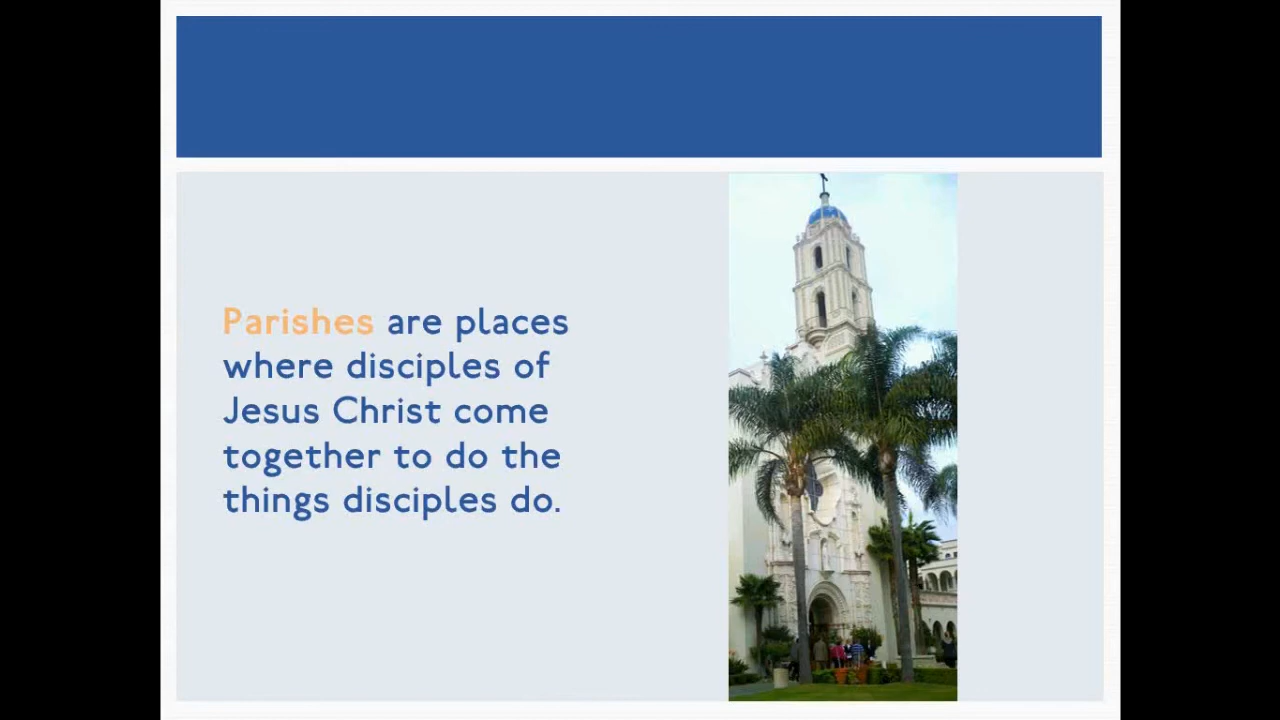 Parishes are places
where disciples of
Jesus Christ come
together to do the
things disciples do.